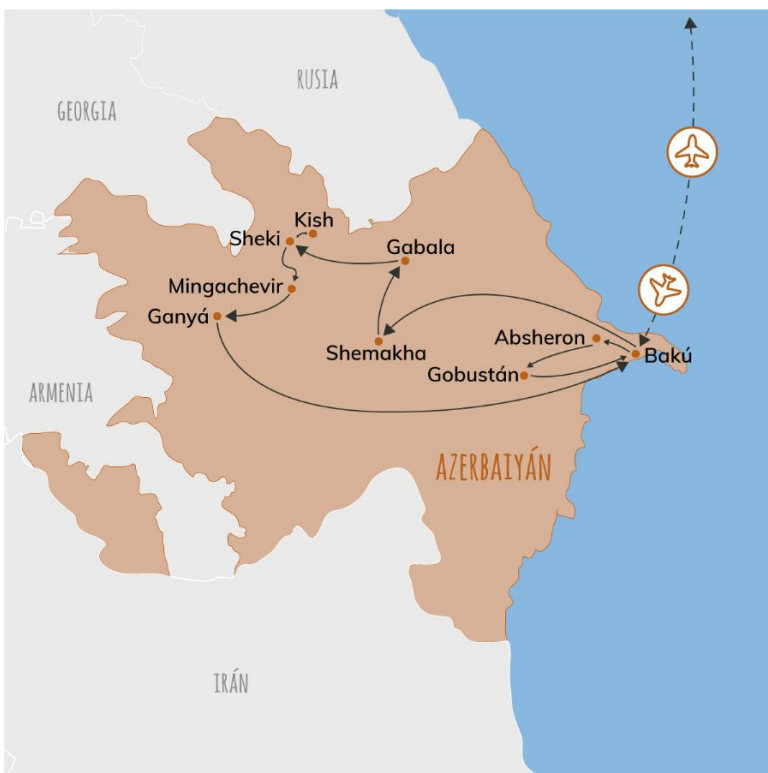 RUSIA
GEORGIA
Kish
Sheki
Gabala
Mingachevir
Ganyá
Absheron
Shemakha
Bakú
Gobustán
ARMENIA
AZERBAIYÁN
IRÁN